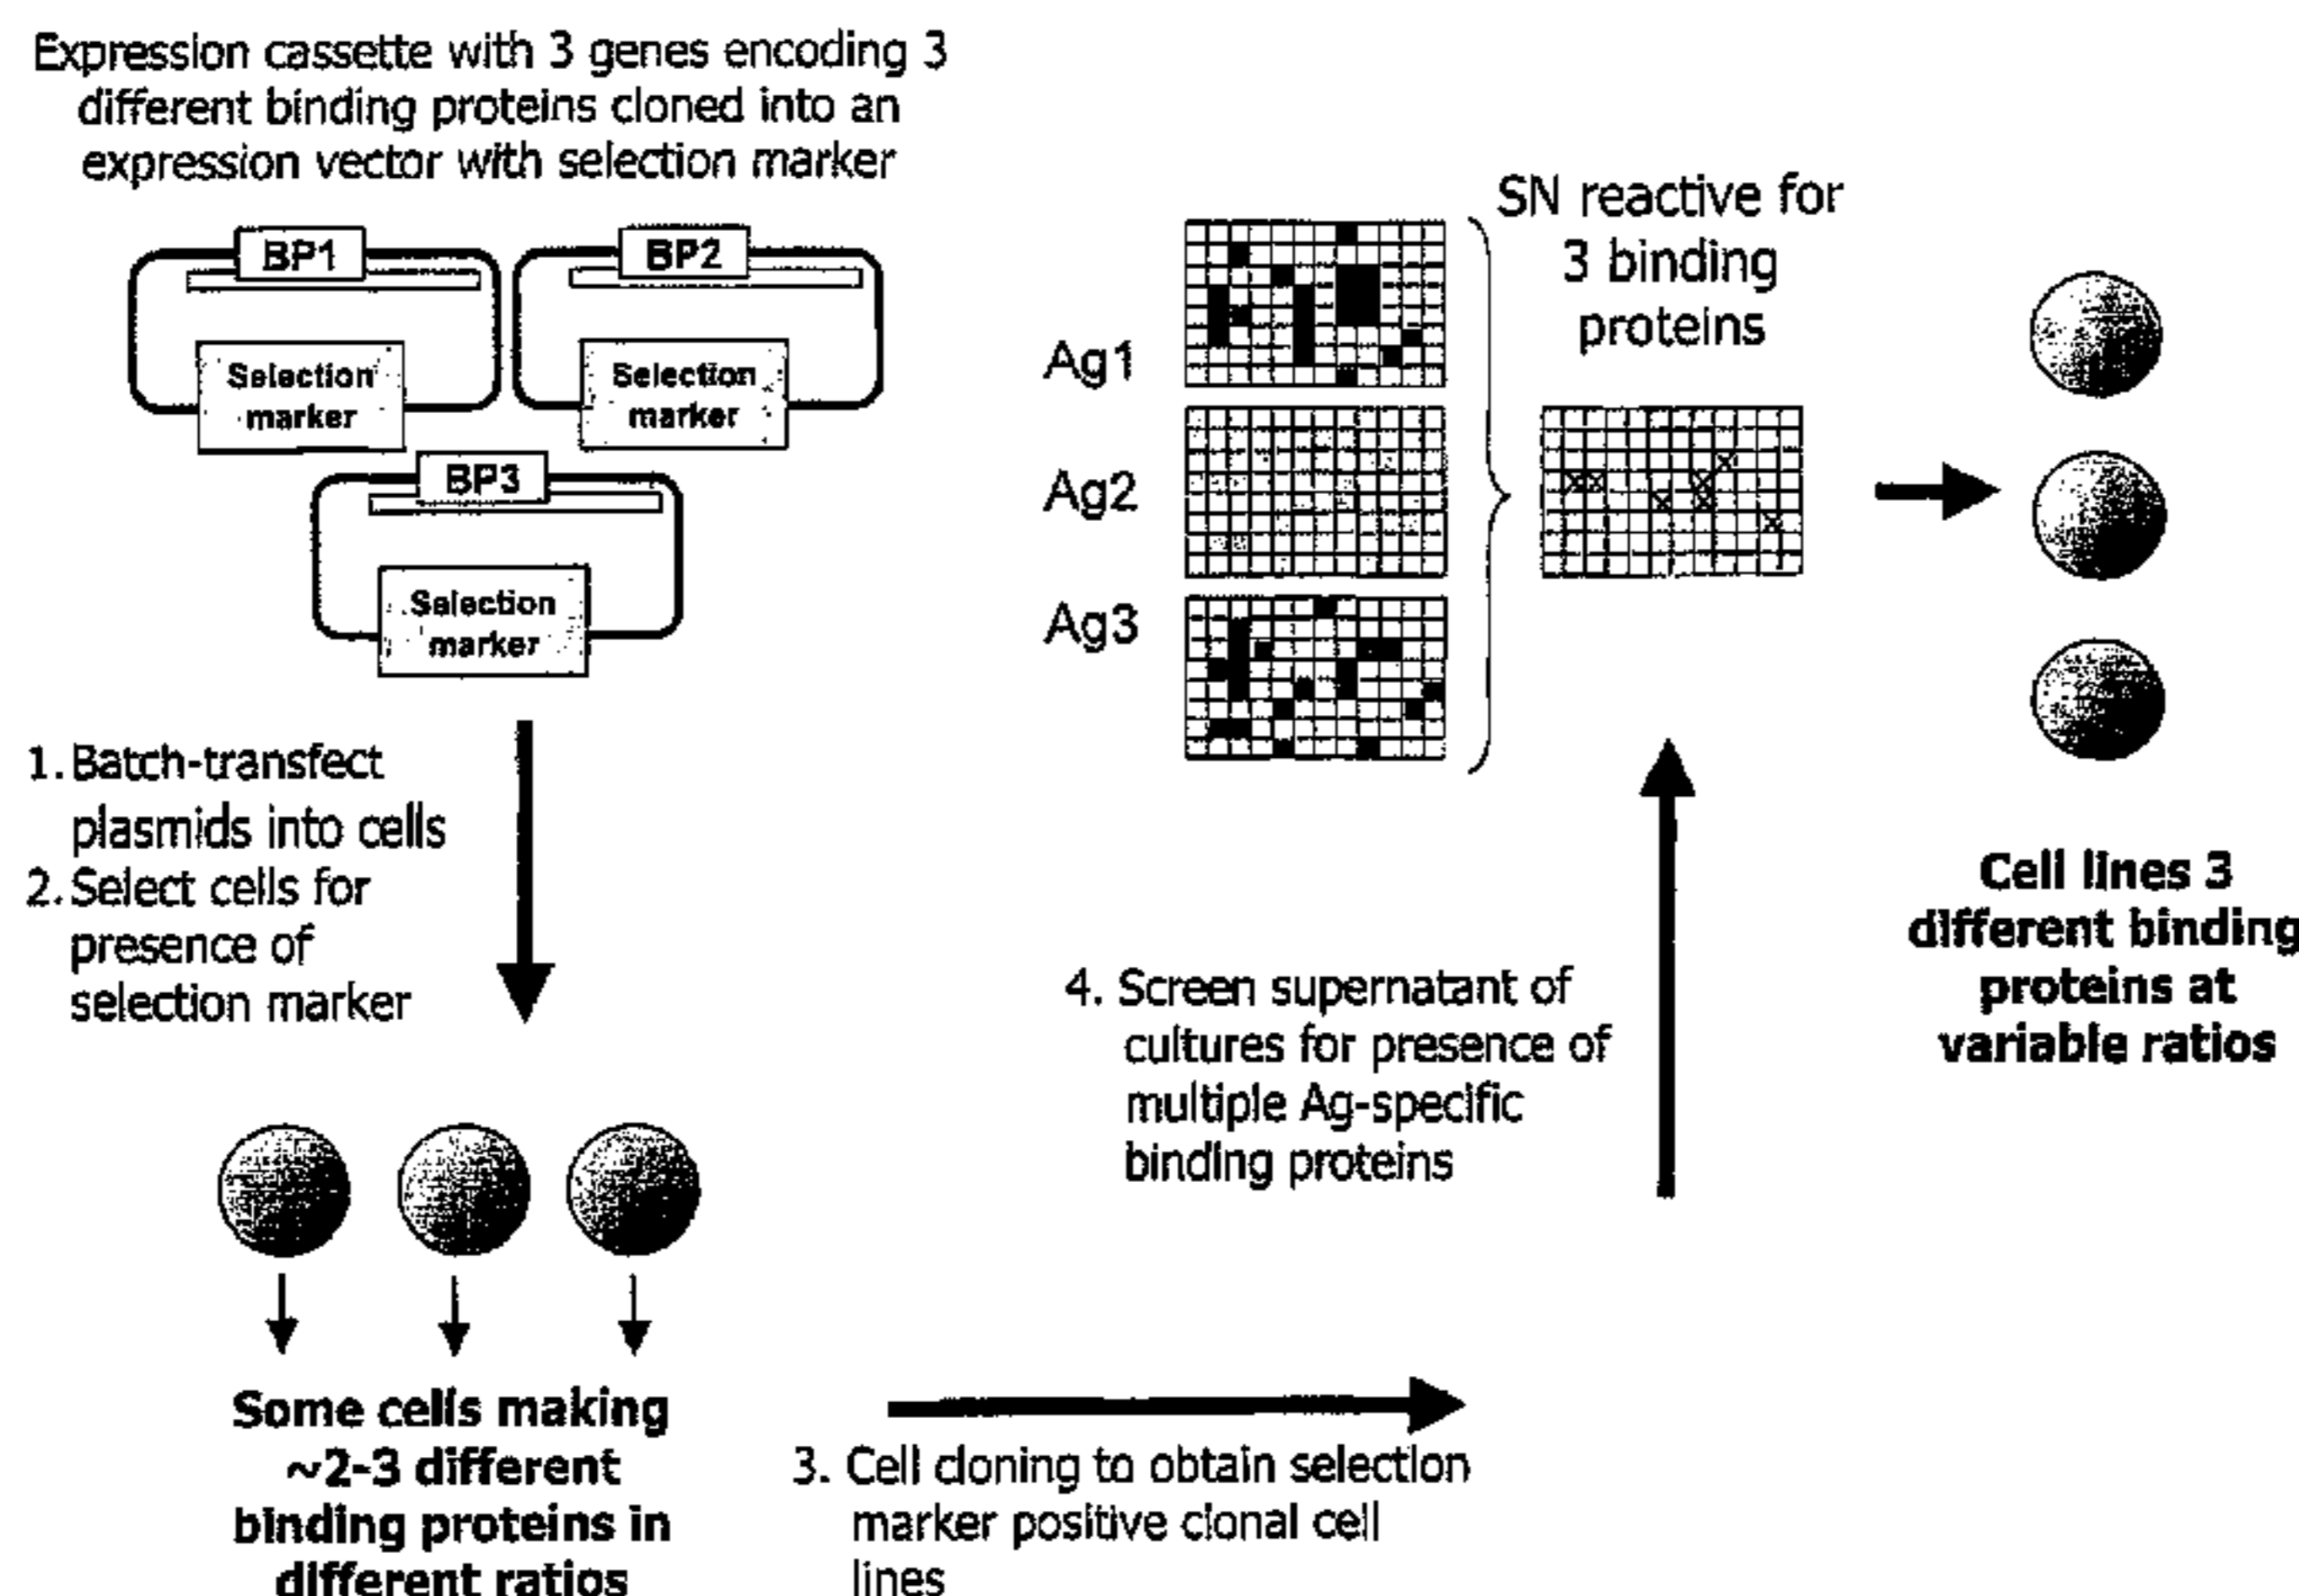 Expression cassette with 3 genes encoding 3
different binding proteins cloned into an
expression vector with selection marker
BP1
Selection
marker
BP2
Selection
marker
BP3
Selection
marker
1. Batch-transfect
plasmids into cells
2. Select cells for
presence of
selection marker
Some cells making
~2-3 different
binding proteins in
different ratios
3. Cell cloning to obtain selection
marker positive clonal cell
lines
4. Screen supernatant of
cultures for presence of
multiple Ag-specific
binding proteins
Ag1
Ag2
Ag3
SN reactive for
3 binding
proteins
Cell lines 3
different binding
proteins at
variable ratios